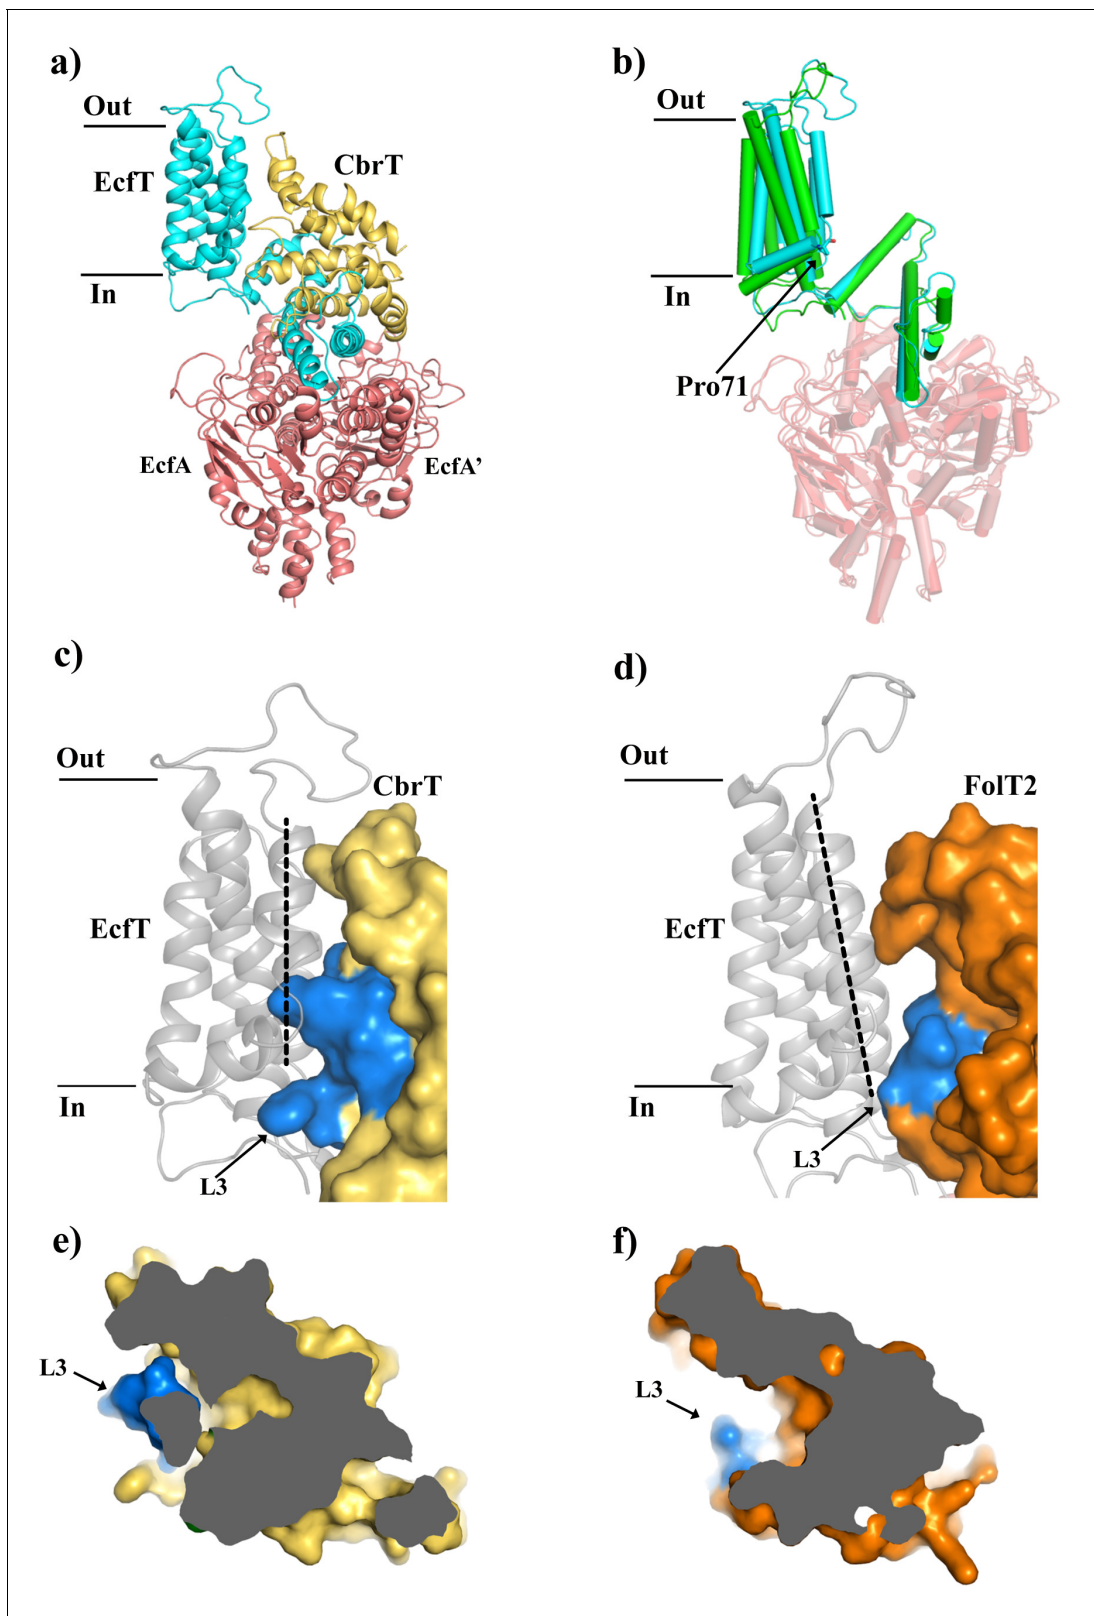 a)
Out
EcfT
CbrT
In
EcfA
EcfA’
b)
Out
In
Pro71
c)
Out
CbrT
EcfT
In
L3
d)
Out
FolT2
EcfT
In
L3
e)
L3
f)
L3